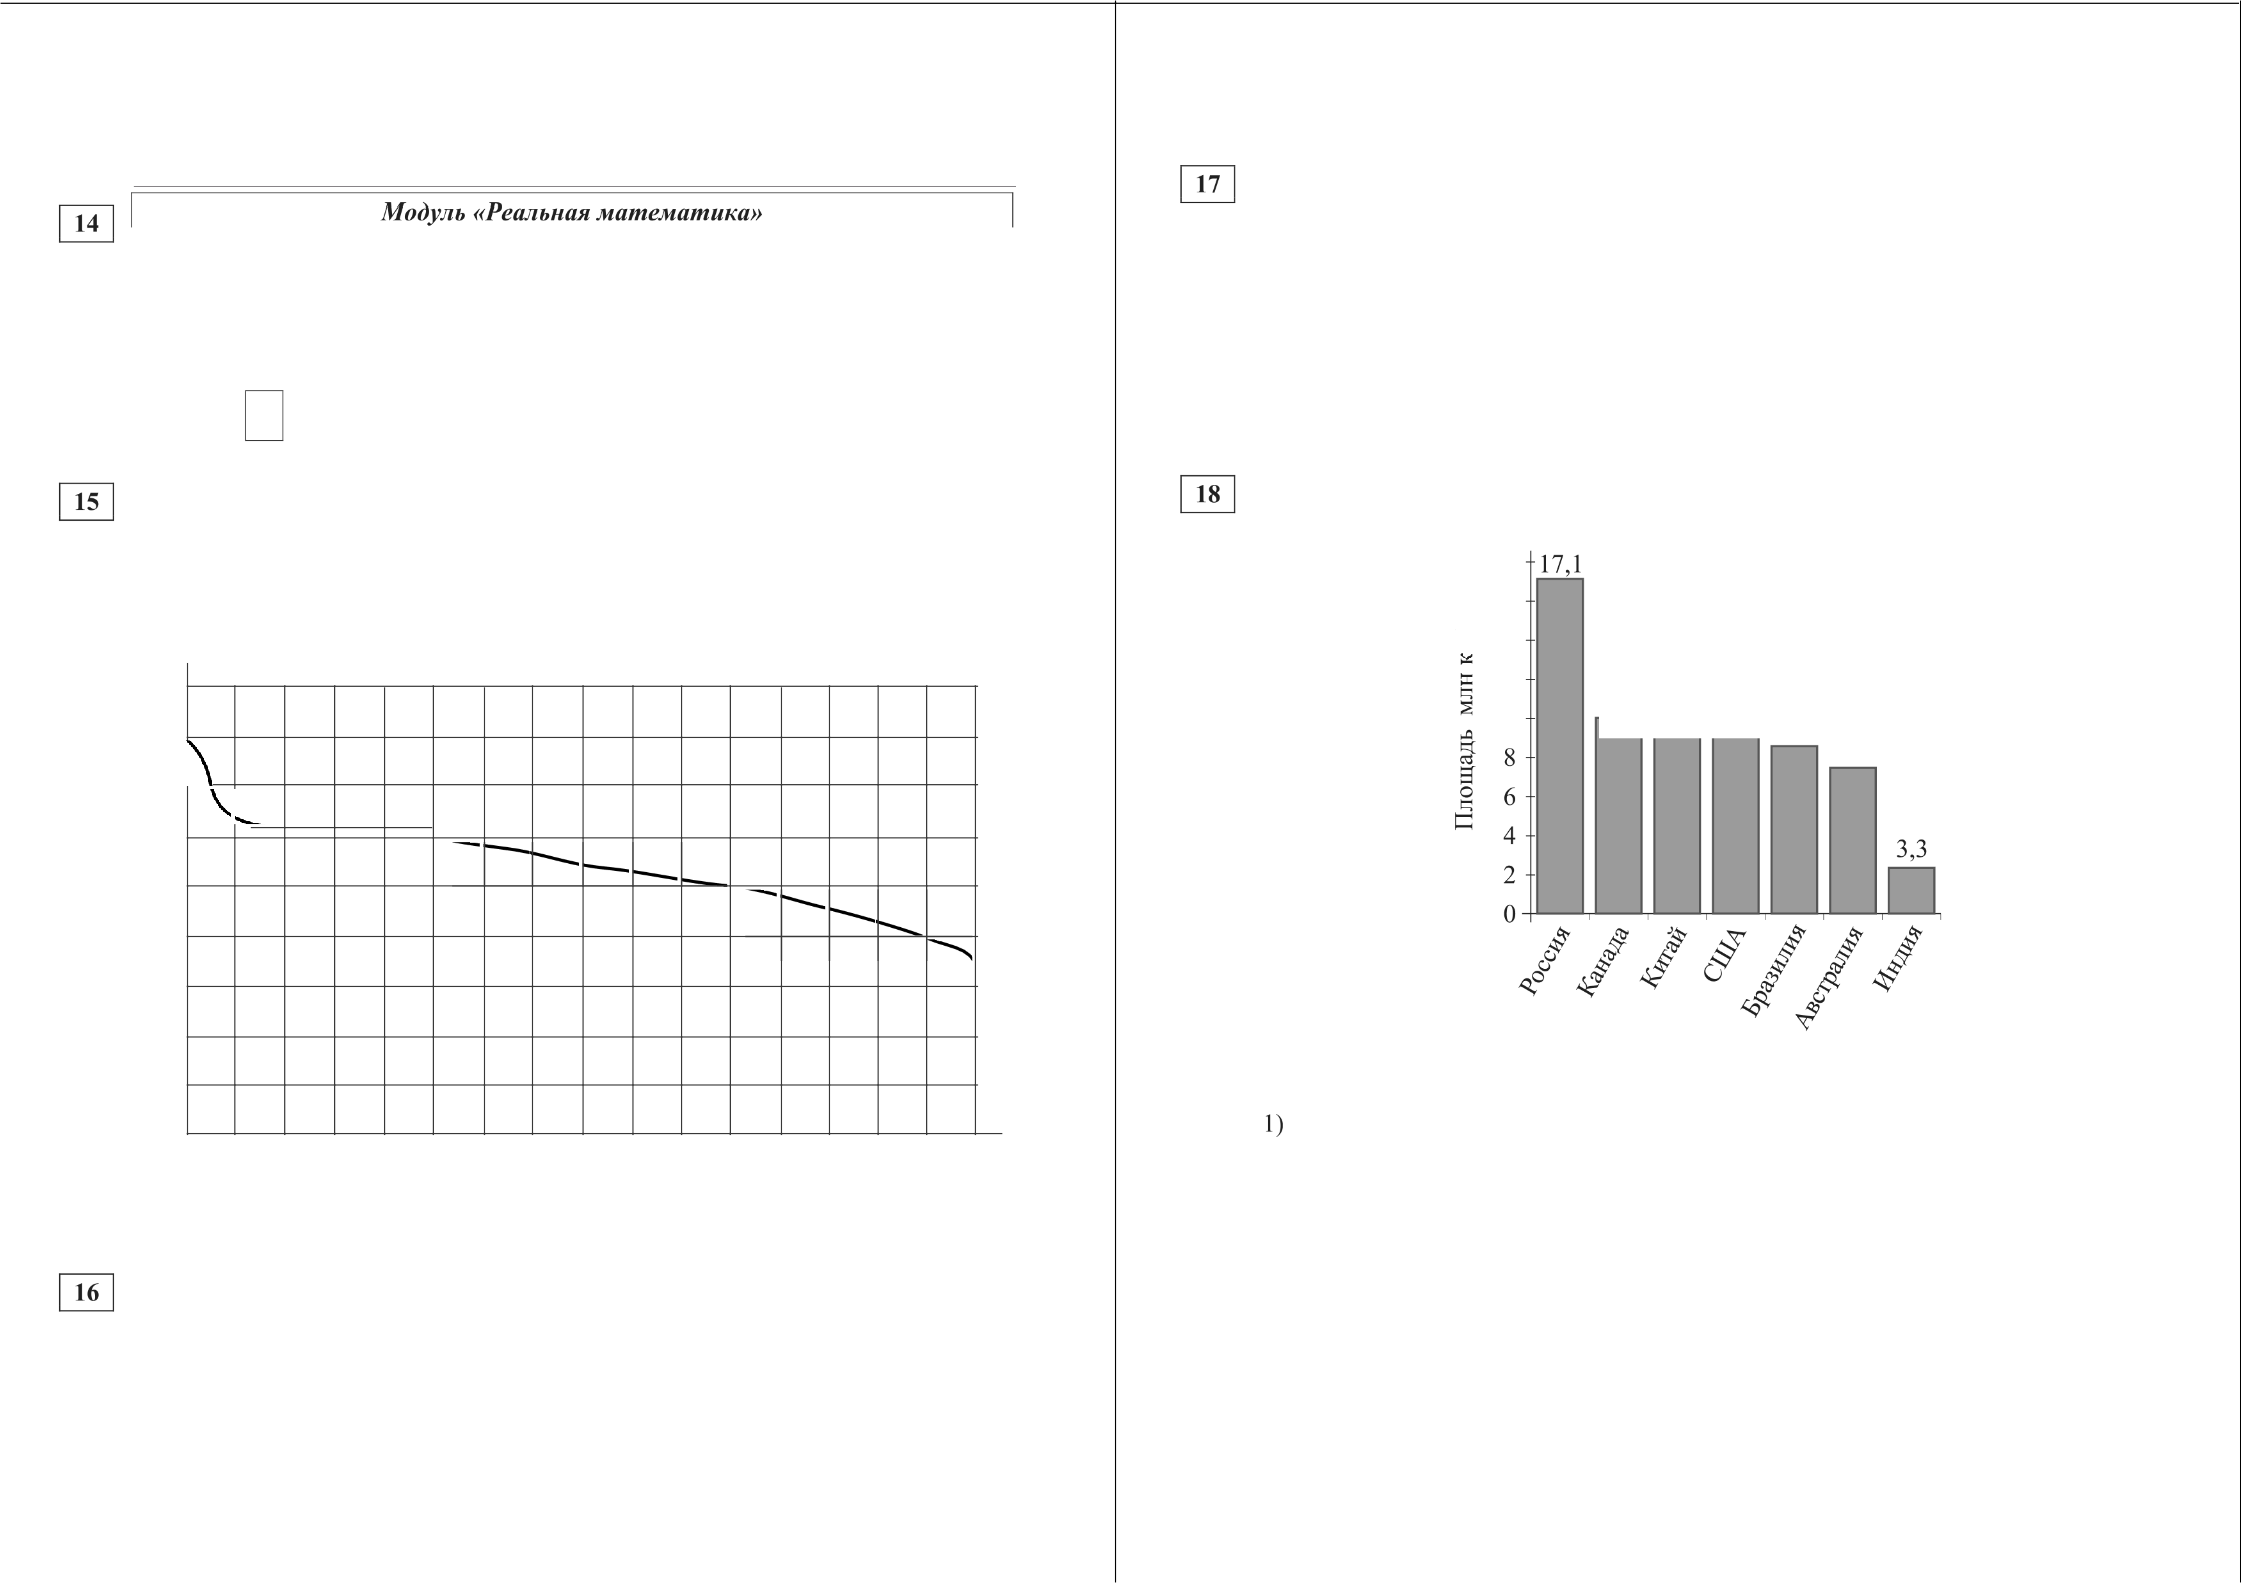 14
Модуль «Реальная математика»
15
16
17
18
17,1
Площадь млн к
8
6
4
2
0
3,3
Россия
Канада
Китай
США
Бразилия
Австралия
Индия
1)